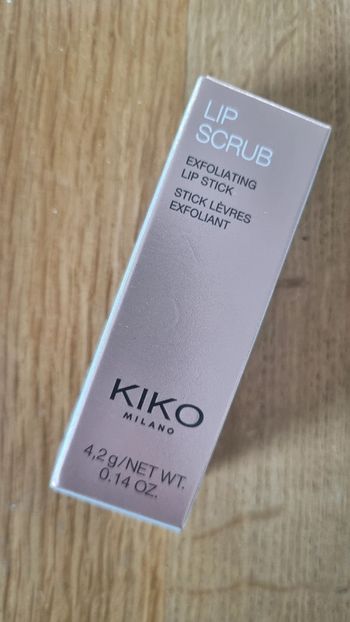 LIP
SCRUB
EXFOLIATING
LIP STICK
STICK LÈVRES
EXFOLIANT
KIKO
MILANO
4,2 g/NET WT.
0.14 OZ.